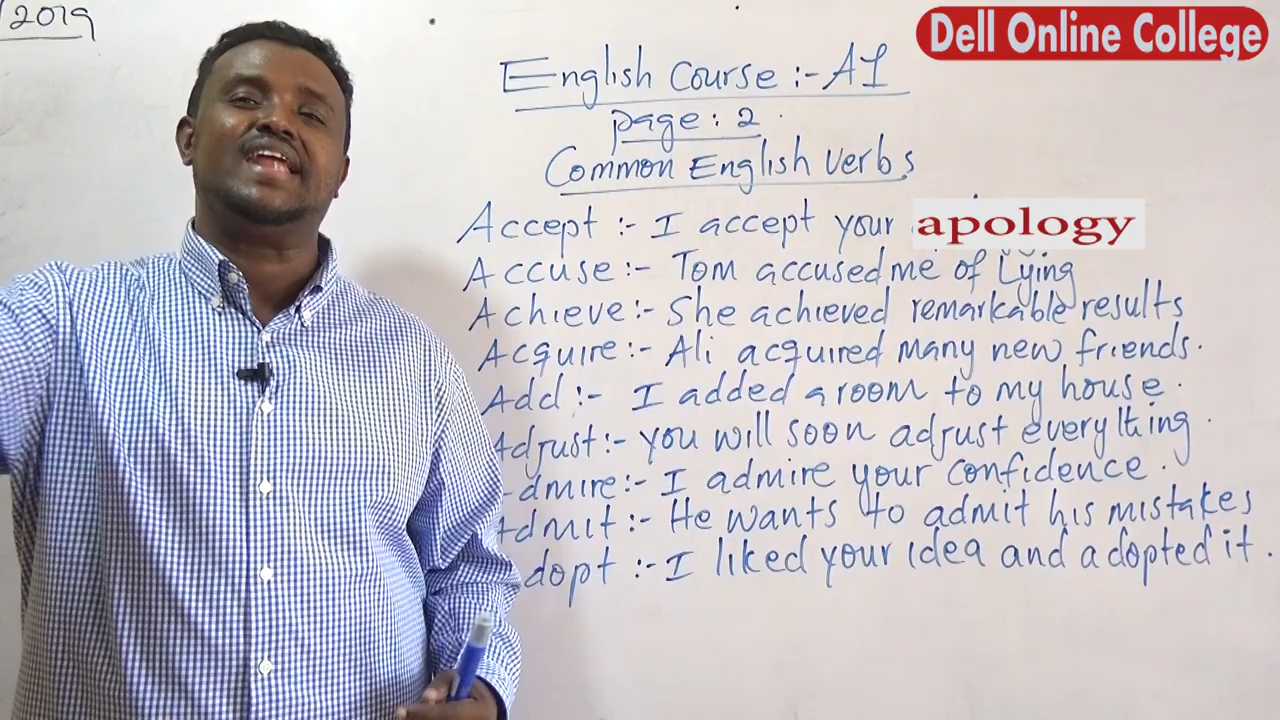 /2019
Dell Online College
English Course :- A1
page : 2
Common English verbs
Accept :- I accept your apology
Accuse :- Tom accused me of Lying
Achieve :- She achieved remarkable results
Acquire :- Ali acquired many new friends.
Add :- I added a room to my house.
Adjust :- you will soon adjust everything.
dmire :- I admire your confidence.
Admit :- He wants to admit his mistakes
dopt :- I liked your idea and adopted it.